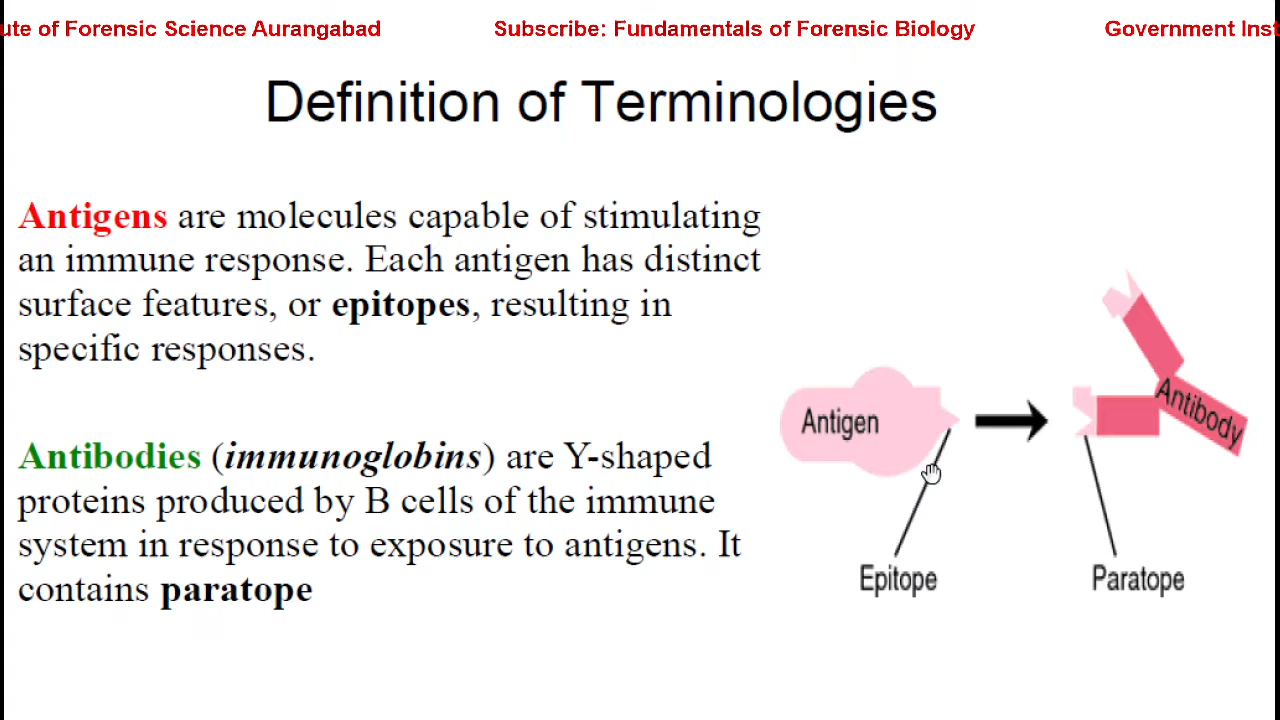 ute of Forensic Science Aurangabad Subscribe: Fundamentals of Forensic Biology Government Inst
Definition of Terminologies
Antigens are molecules capable of stimulating
an immune response. Each antigen has distinct
surface features, or epitopes, resulting in
specific responses.
Antibodies (immunoglobins) are Y-shaped
proteins produced by B cells of the immune
system in response to exposure to antigens. It
contains paratope
Antigen
Antibody
Epitope
Paratope